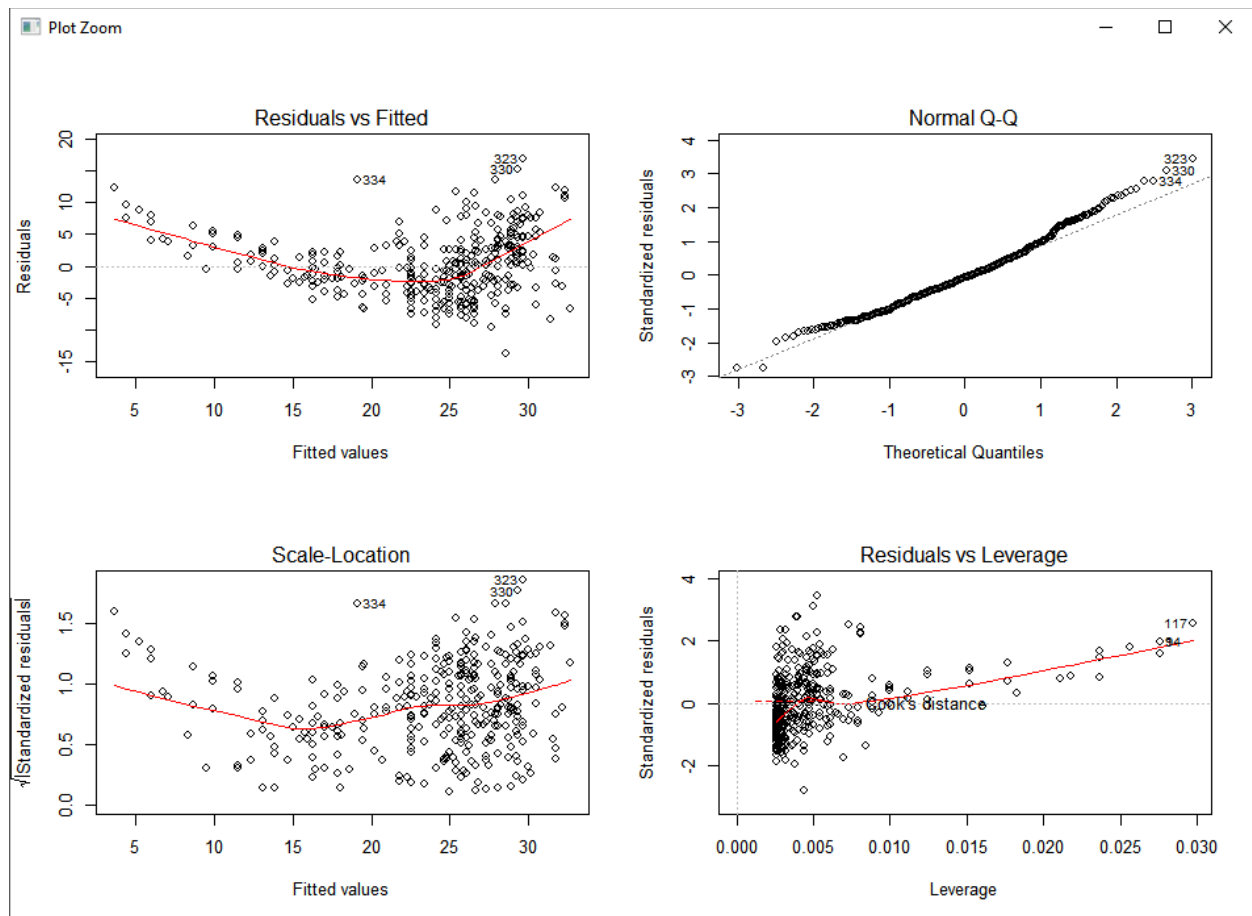 Plot Zoom
Residuals vs Fitted
Residuals
20
10
5
0
-5
-15
323
330
334
5 10 15 20 25 30
Fitted values
Normal Q-Q
Standardized residuals
4
3
2
1
0
-1
-2
-3
323
330
334
-3 -2 -1 0 1 2 3
Theoretical Quantiles
Scale-Location
√|Standardized residuals|
1.5
1.0
0.5
0.0
323
330
334
5 10 15 20 25 30
Fitted values
Residuals vs Leverage
Standardized residuals
4
2
0
-2
117
94
Cook's distance
0.000 0.005 0.010 0.015 0.020 0.025 0.030
Leverage